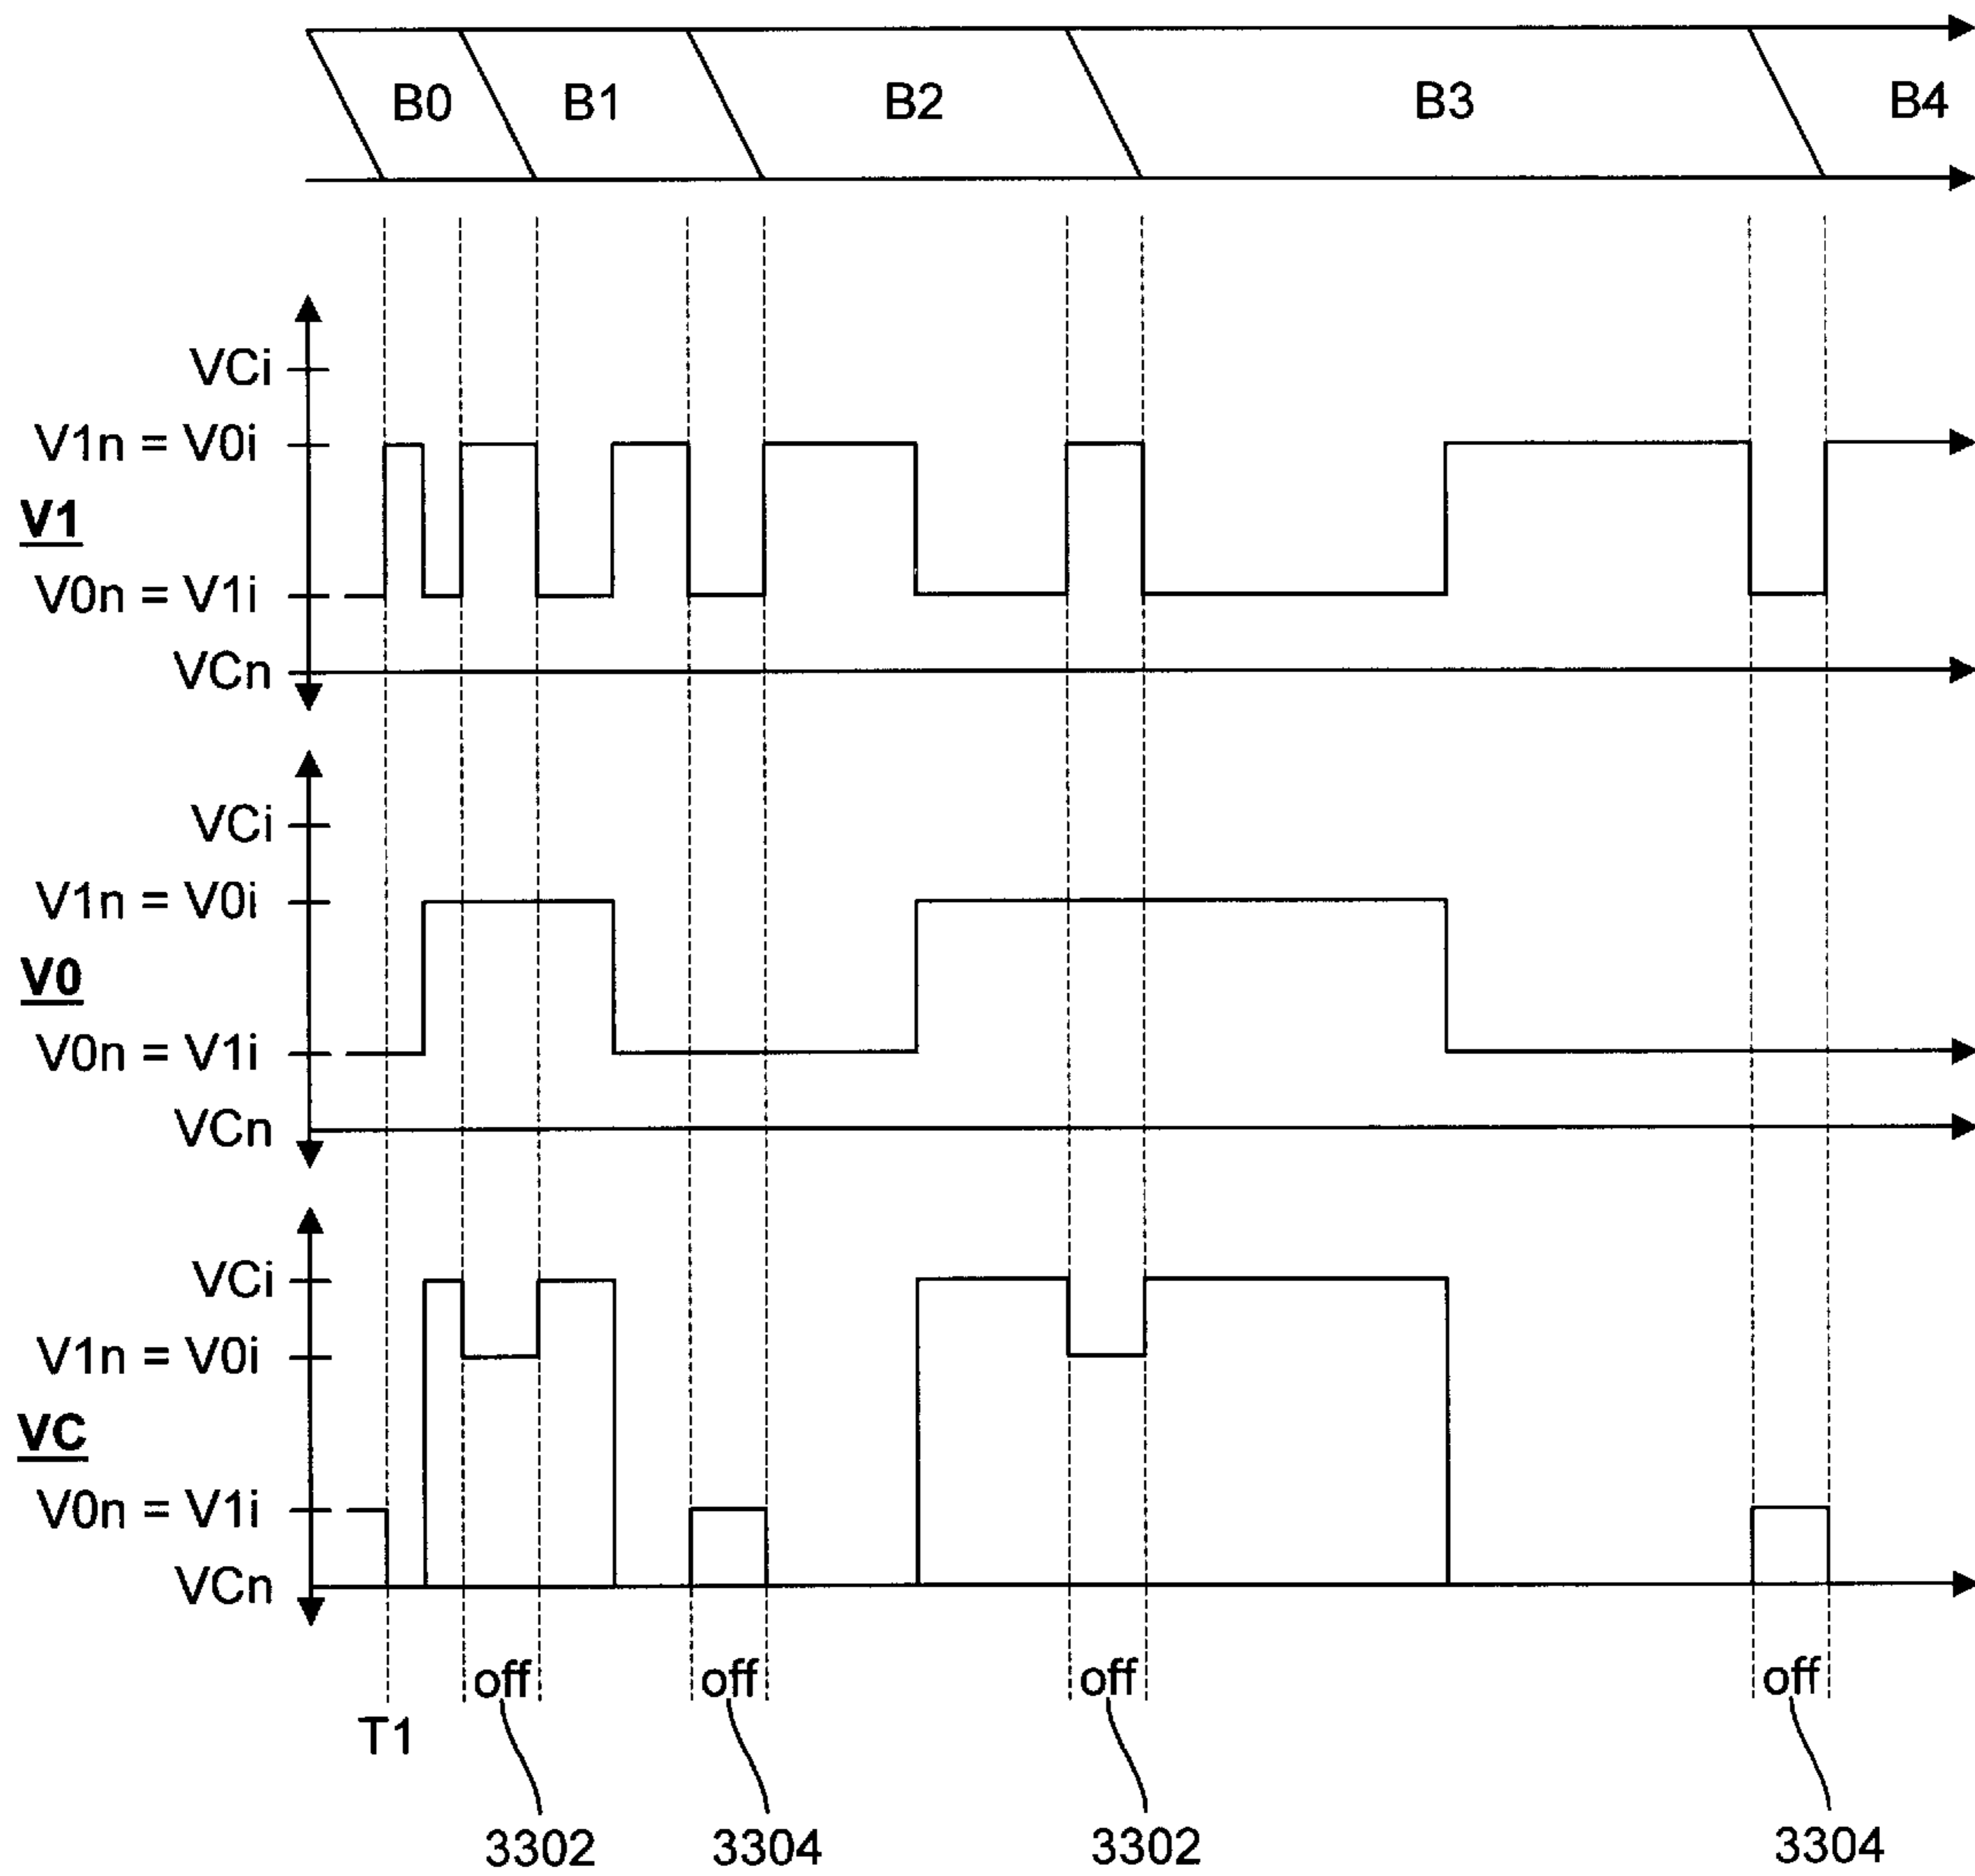 B0 B1 B2 B3 B4
VCi
V1n = V0i
V1
V0n = V1i
VCn
VCi
V1n = V0i
V0
V0n = V1i
VCn
VCi
V1n = V0i
VC
V0n = V1i
VCn
off off off off
T1
3302 3304 3302 3304